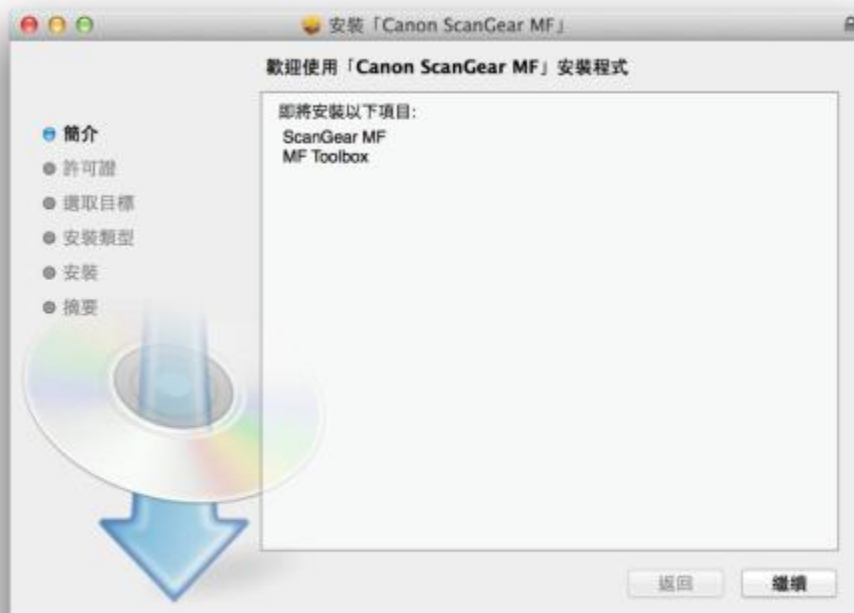 安裝「Canon ScanGear MF」
歡迎使用「Canon ScanGear MF」安裝程式
簡介
許可證
選取目標
安裝類型
安裝
摘要
即將安裝以下項目:
ScanGear MF
MF Toolbox
返回
繼續